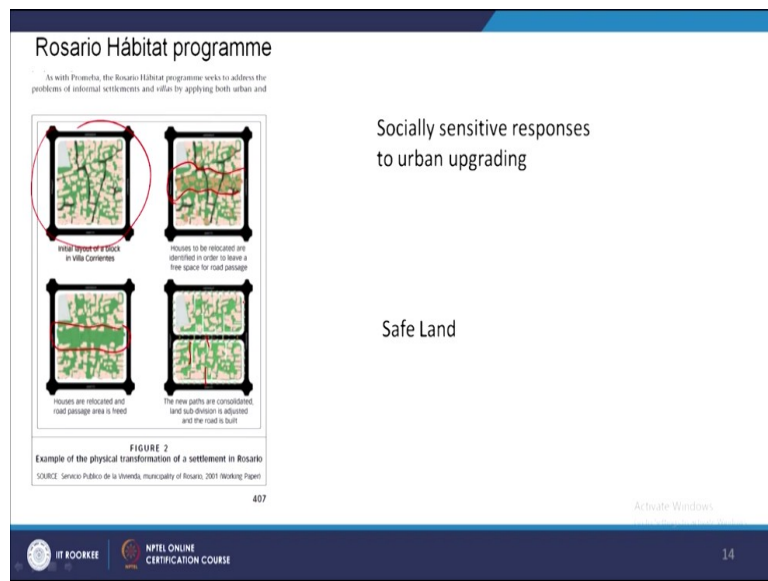 Rosario Hábitat programme
As with Promeba, the Rosario Hábitat programme seeks to address the
problems of informal settlements and villas by applying both urban and
Socially sensitive responses
to urban upgrading
Initial layout of a block
in Villa Corrientes
Houses to be relocated are
identified in order to leave a
free space for road passage
Safe Land
Houses are relocated and
road passage area is freed
The new paths are consolidated,
land sub-division is adjusted
and the road is built
FIGURE 2
Example of the physical transformation of a settlement in Rosario
SOURCE Servicio Publico de la Vivienda, municipality of Rosario, 2001 (Working Paper)
407
Activate Windows
IIT ROORKEE
NPTEL ONLINE
CERTIFICATION COURSE
14